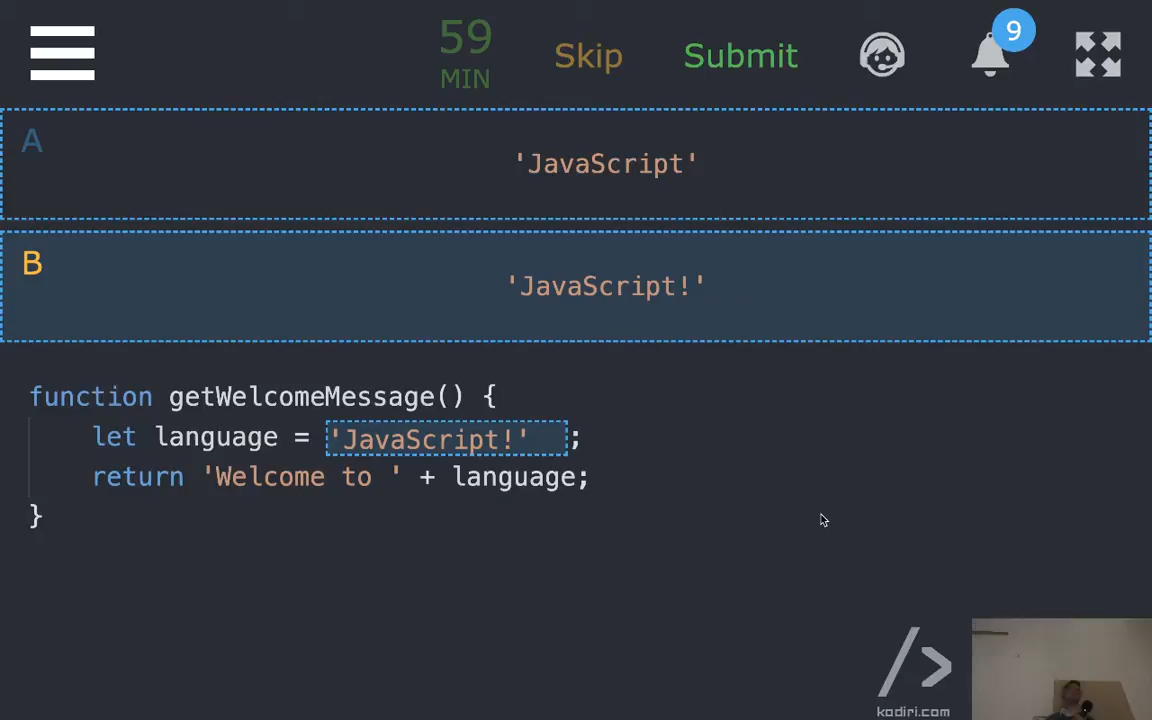 59
MIN
Skip
Submit
9
A
'JavaScript'
B
'JavaScript!'
function getWelcomeMessage() {
let language = 'JavaScript!' ;
return 'Welcome to ' + language;
}
/>
kodiri.com